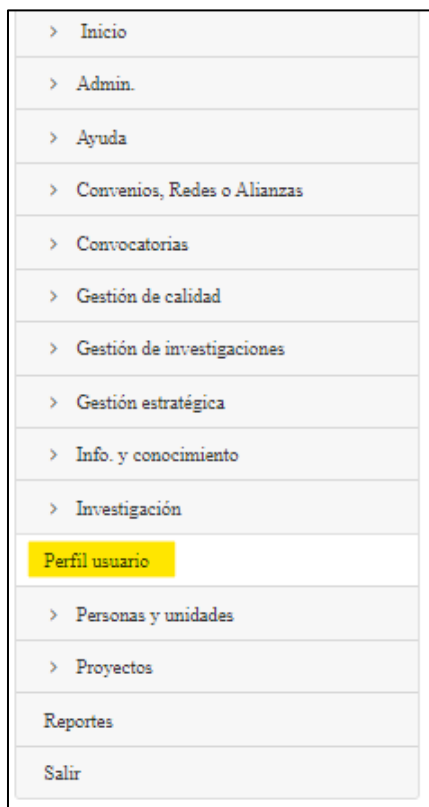 > Inicio
> Admin.
> Ayuda
> Convenios, Redes o Alianzas
> Convocatorias
> Gestión de calidad
> Gestión de investigaciones
> Gestión estratégica
> Info. y conocimiento
> Investigación
Perfil usuario
> Personas y unidades
> Proyectos
Reportes
Salir